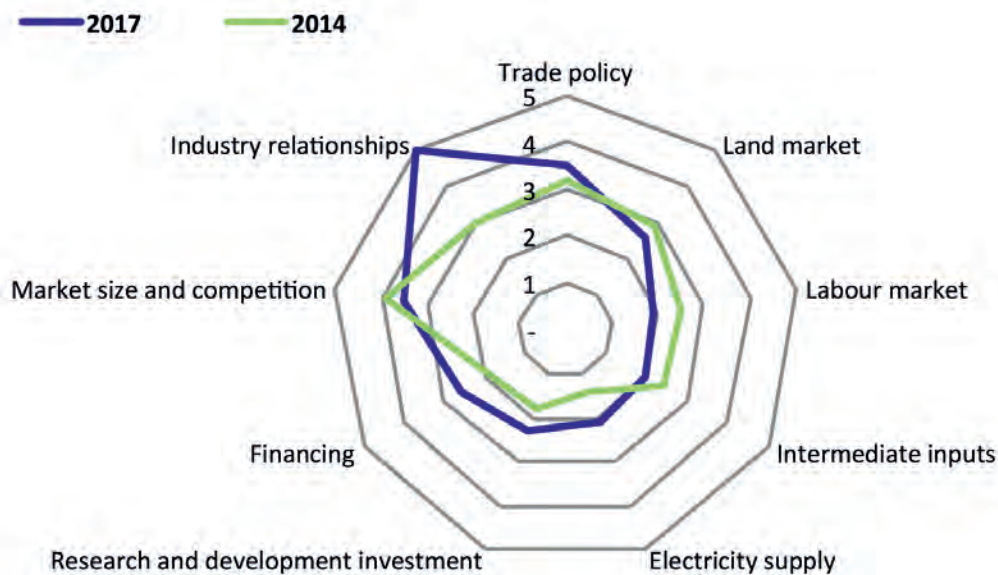 2017 2014
Trade policy
5
Industry relationships
Land market
4
3
2
Market size and competition
1
Labour market
-
Financing
Intermediate inputs
Research and development investment
Electricity supply